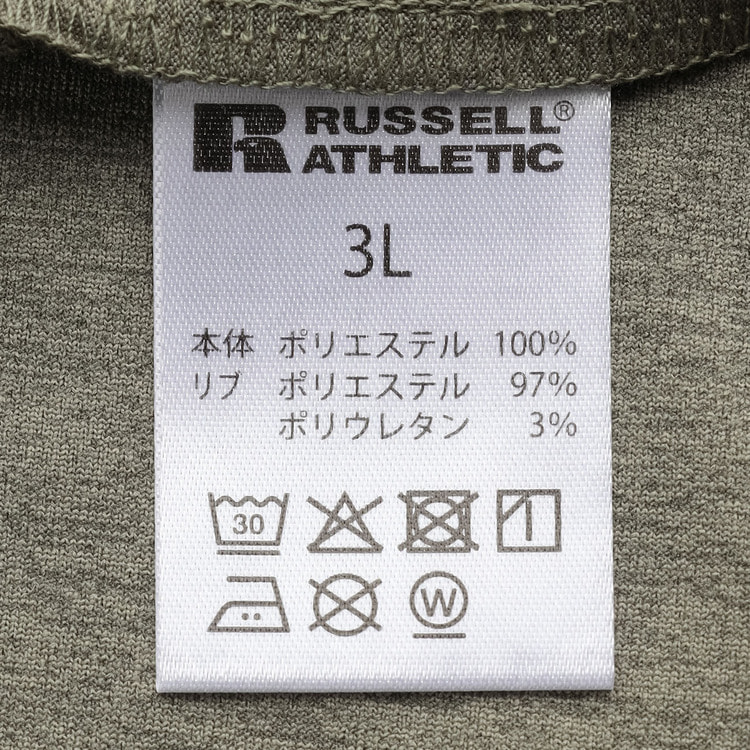 R RUSSELL®
ATHLETIC
3L
本体 ポリエステル 100%
リブ ポリエステル 97%
ポリウレタン 3%
30
W